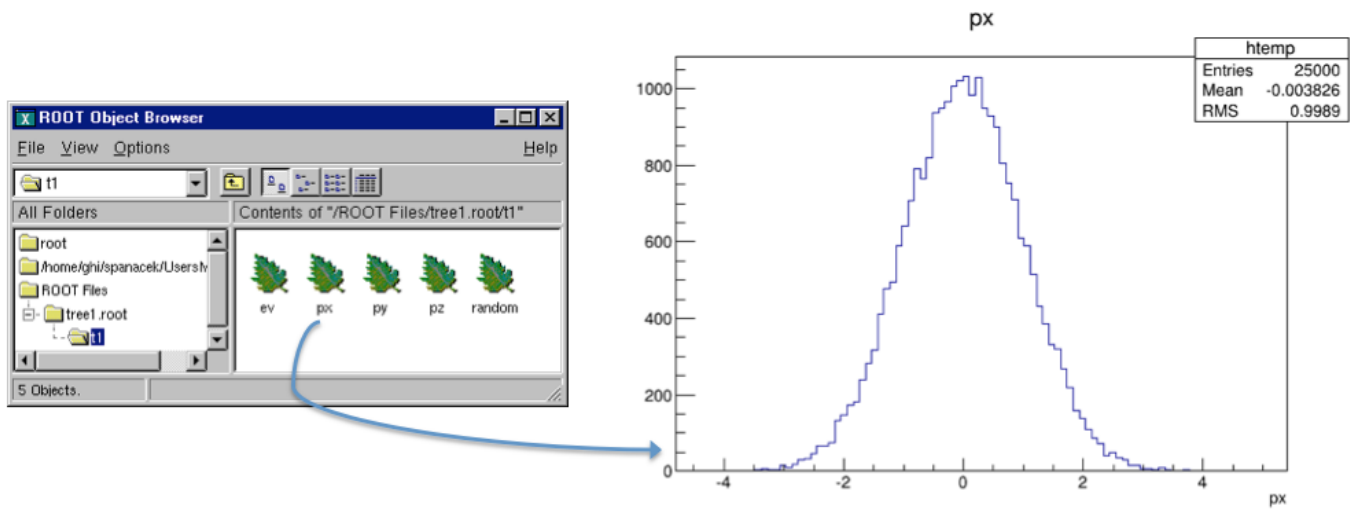 ROOT Object Browser
File View Options Help
t1
All Folders
Contents of "/ROOT Files/tree1.root/t1"
root
/home/ghi/spanacek/Users/
ROOT Files
tree1.root
t1
ev px py pz random
5 Objects.
px
htemp
Entries 25000
Mean -0.003826
RMS 0.9989
1000
800
600
400
200
0
-4 -2 0 2 4
px